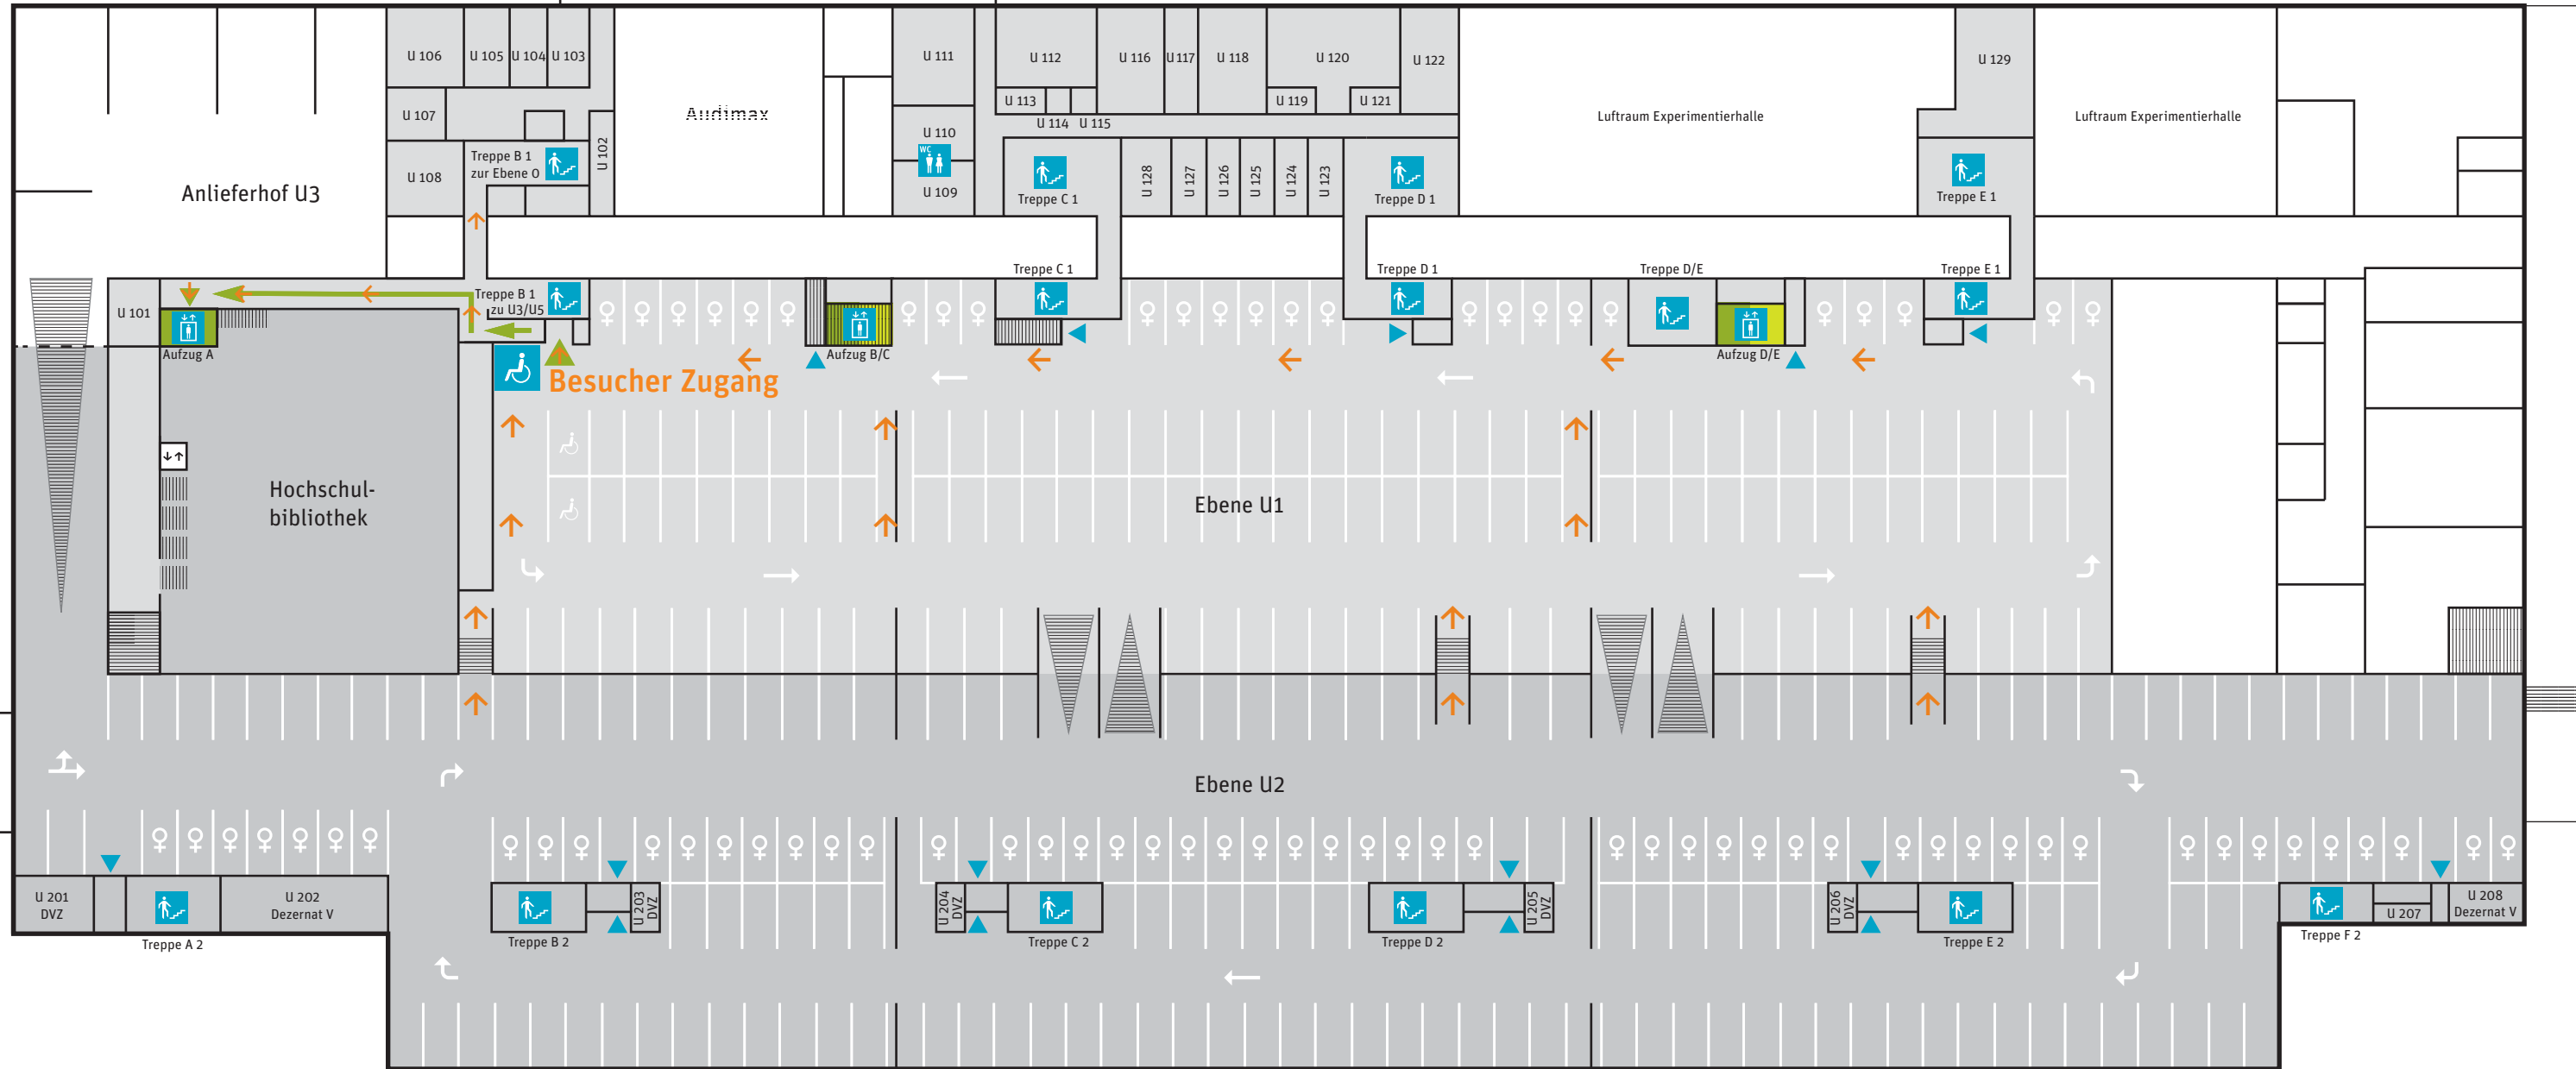 U 106
U 105
U 104
U 103
U 111
U 112
U 116
U 117
U 118
U 120
U 122
U 129
U 113
U 119
U 121
U 107
Audimax
U 110
U 114 U 115
Luftraum Experimentierhalle
Luftraum Experimentierhalle
WC
Treppe B 1
zur Ebene 0
U 102
U 108
U 109
U 128
U 127
U 126
U 125
U 124
U 123
Anlieferhof U3
Treppe C 1
Treppe D 1
Treppe E 1
Treppe C 1
Treppe D 1
Treppe D/E
Treppe E 1
Treppe B 1
zu U3/U5
U 101
Aufzug A
Aufzug B/C
Aufzug D/E
Besucher Zugang
Hochschul-
bibliothek
Ebene U1
Ebene U2
U 201
DVZ
U 202
Dezernat V
U 203
DVZ
U 204
DVZ
U 205
DVZ
U 206
DVZ
U 207
U 208
Dezernat V
Treppe A 2
Treppe B 2
Treppe C 2
Treppe D 2
Treppe E 2
Treppe F 2